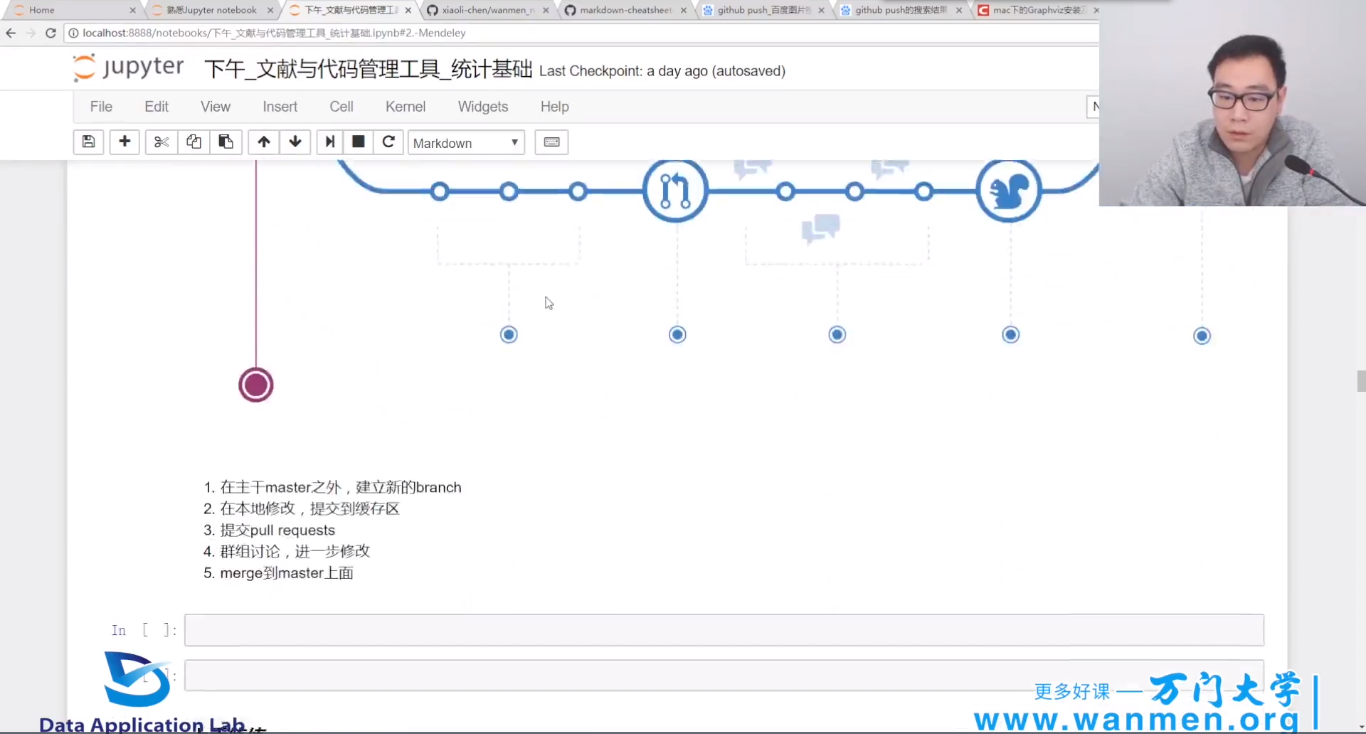 Home
熟悉Jupyter notebook
下午_文献与代码管理工具
xiaoli-chen/wanmen_n
markdown-cheatsheet
github push_百度图片
github push的搜索结果
mac下的Graphviz安装
localhost:8888/notebooks/下午_文献与代码管理工具_统计基础.ipynb#2.-Mendeley
jupyter 下午_文献与代码管理工具_统计基础 Last Checkpoint: a day ago (autosaved)
File Edit View Insert Cell Kernel Widgets Help
Markdown
1. 在主干master之外，建立新的branch
2. 在本地修改，提交到缓存区
3. 提交pull requests
4. 群组讨论，进一步修改
5. merge到master上面
In [ ]:
]:
Data Application Lab
更多好课 — 万门大学
www.wanmen.org